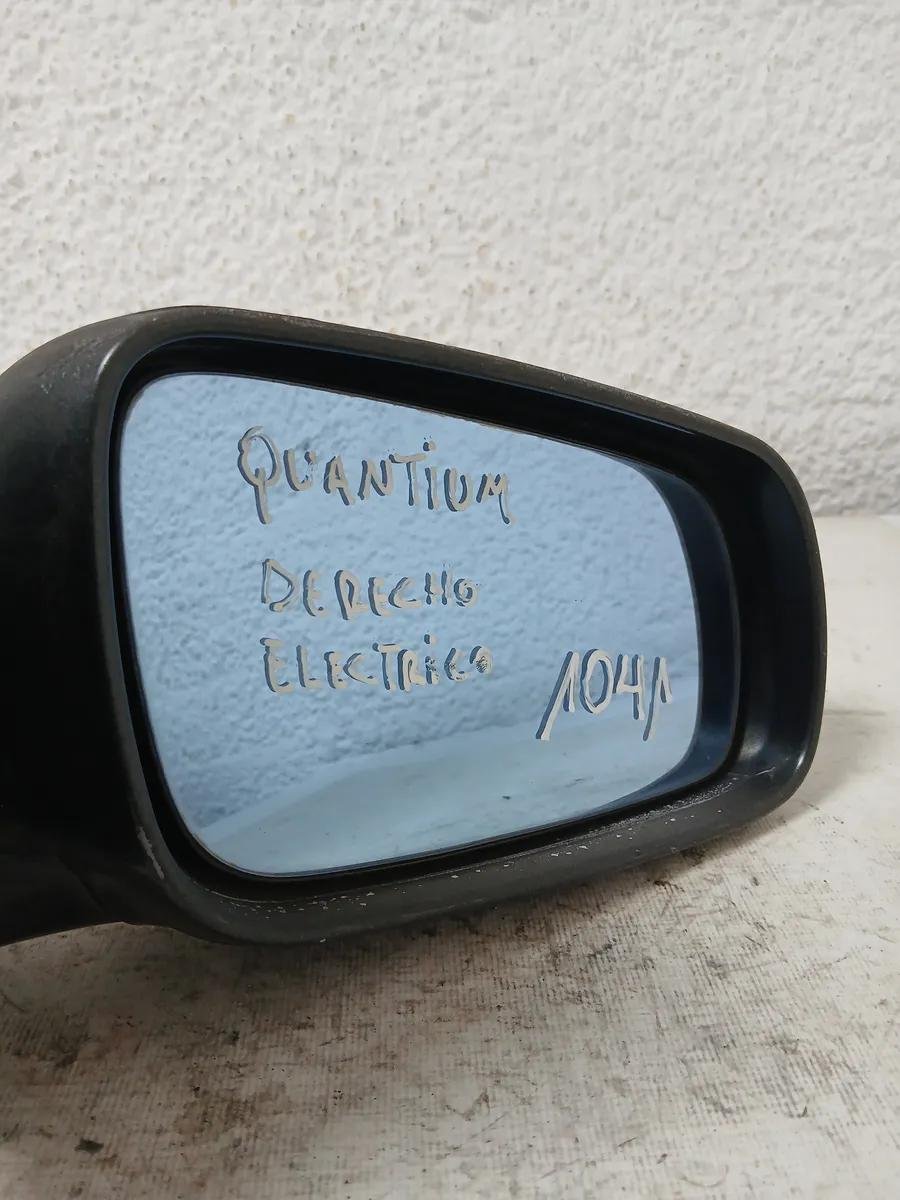 QUANTIUM
DERECHO
ELECTRICO
1041